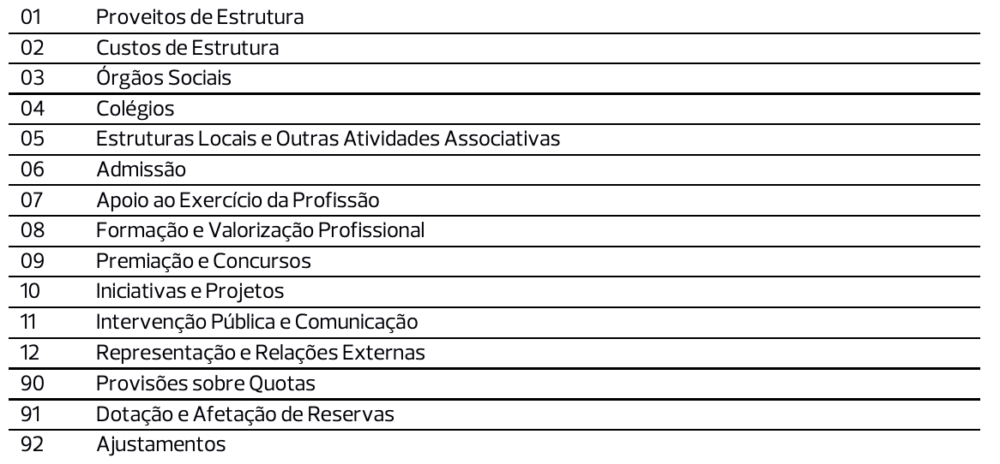 01 Proveitos de Estrutura
02 Custos de Estrutura
03 Órgãos Sociais
04 Colégios
05 Estruturas Locais e Outras Atividades Associativas
06 Admissão
07 Apoio ao Exercício da Profissão
08 Formação e Valorização Profissional
09 Premiação e Concursos
10 Iniciativas e Projetos
11 Intervenção Pública e Comunicação
12 Representação e Relações Externas
90 Provisões sobre Quotas
91 Dotação e Afetação de Reservas
92 Ajustamentos